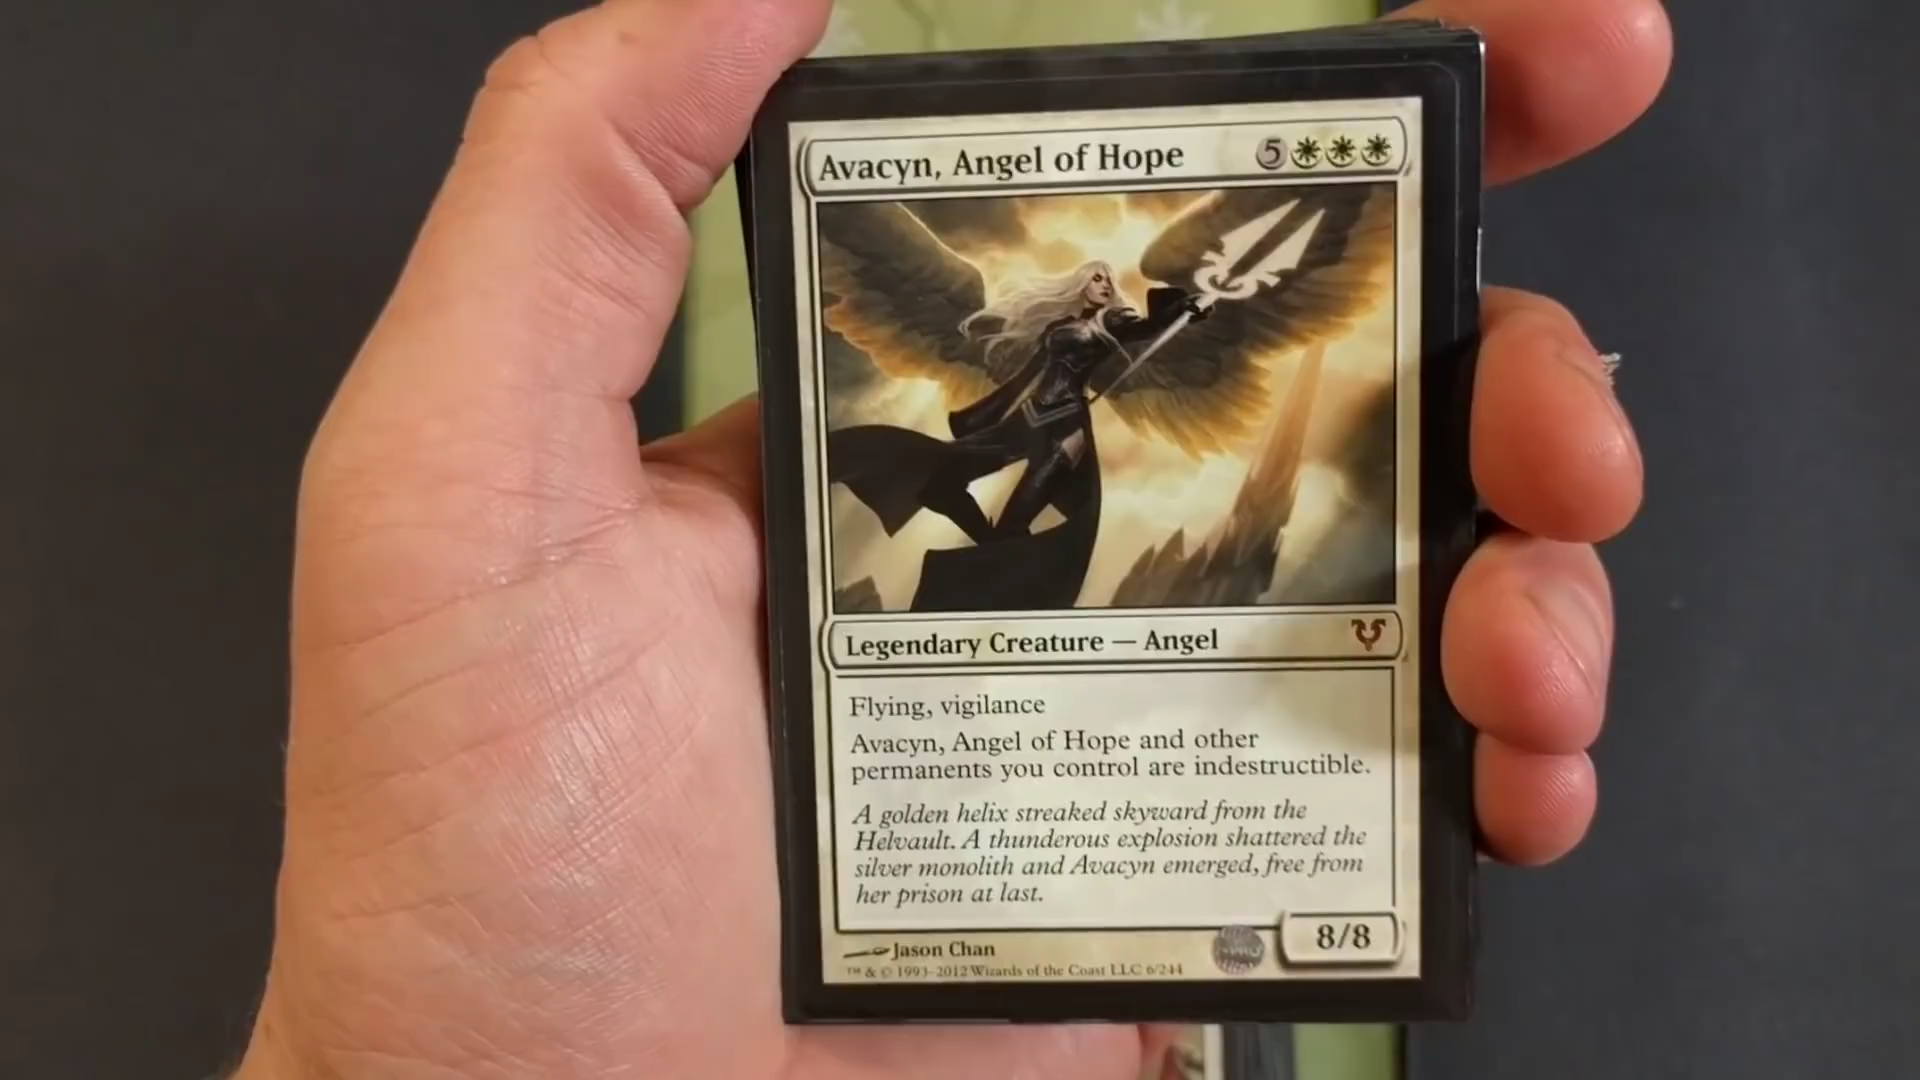 Avacyn, Angel of Hope 5
Legendary Creature — Angel
Flying, vigilance
Avacyn, Angel of Hope and other
permanents you control are indestructible.
A golden helix streaked skyward from the
Helvault. A thunderous explosion shattered the
silver monolith and Avacyn emerged, free from
her prison at last.
8/8
Jason Chan
™ & © 1993–2012 Wizards of the Coast LLC 6/244